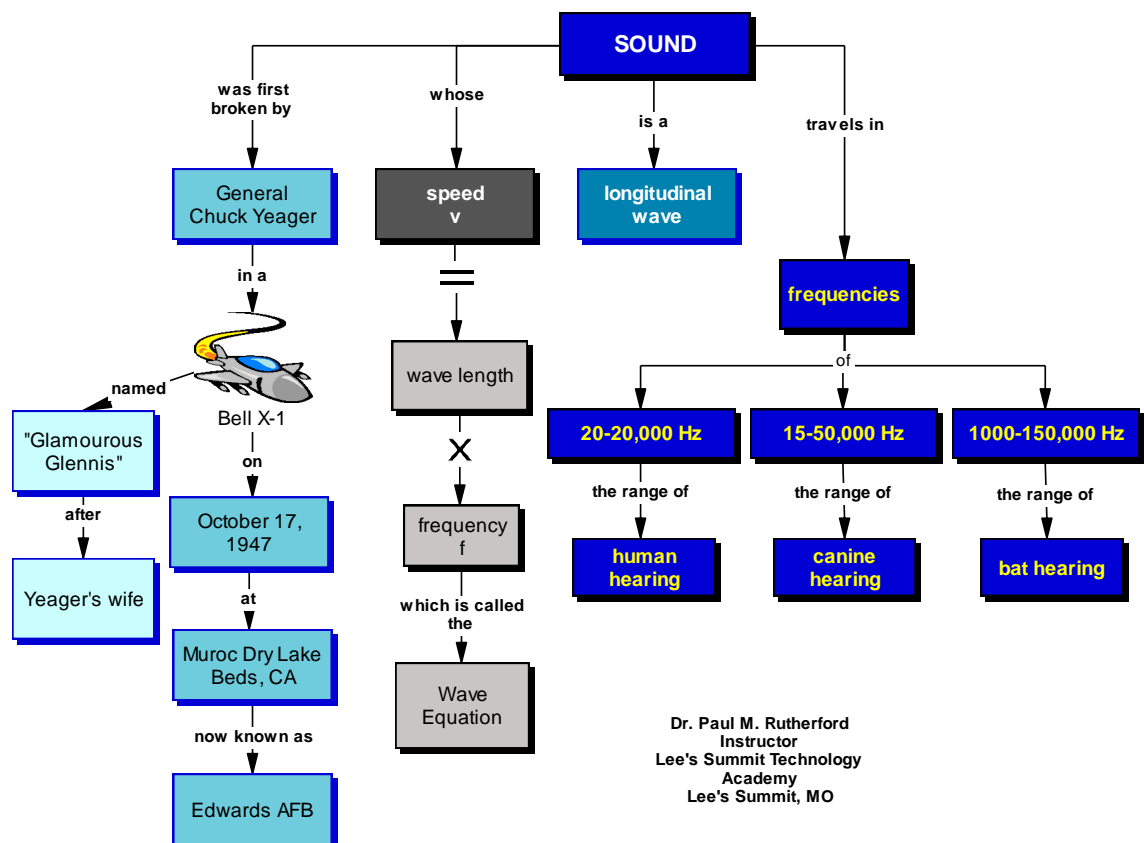 SOUND
was first
broken by
whose
is a
travels in
General
Chuck Yeager
speed
v
longitudinal
wave
in a
=
frequencies
of
wave length
named
Bell X-1
"Glamourous
Glennis"
on
X
20-20,000 Hz
15-50,000 Hz
1000-150,000 Hz
the range of
the range of
the range of
after
October 17,
1947
frequency
f
human
hearing
canine
hearing
bat hearing
Yeager's wife
at
which is called
the
Muroc Dry Lake
Beds, CA
Wave
Equation
now known as
Edwards AFB
Dr. Paul M. Rutherford
Instructor
Lee's Summit Technology
Academy
Lee's Summit, MO